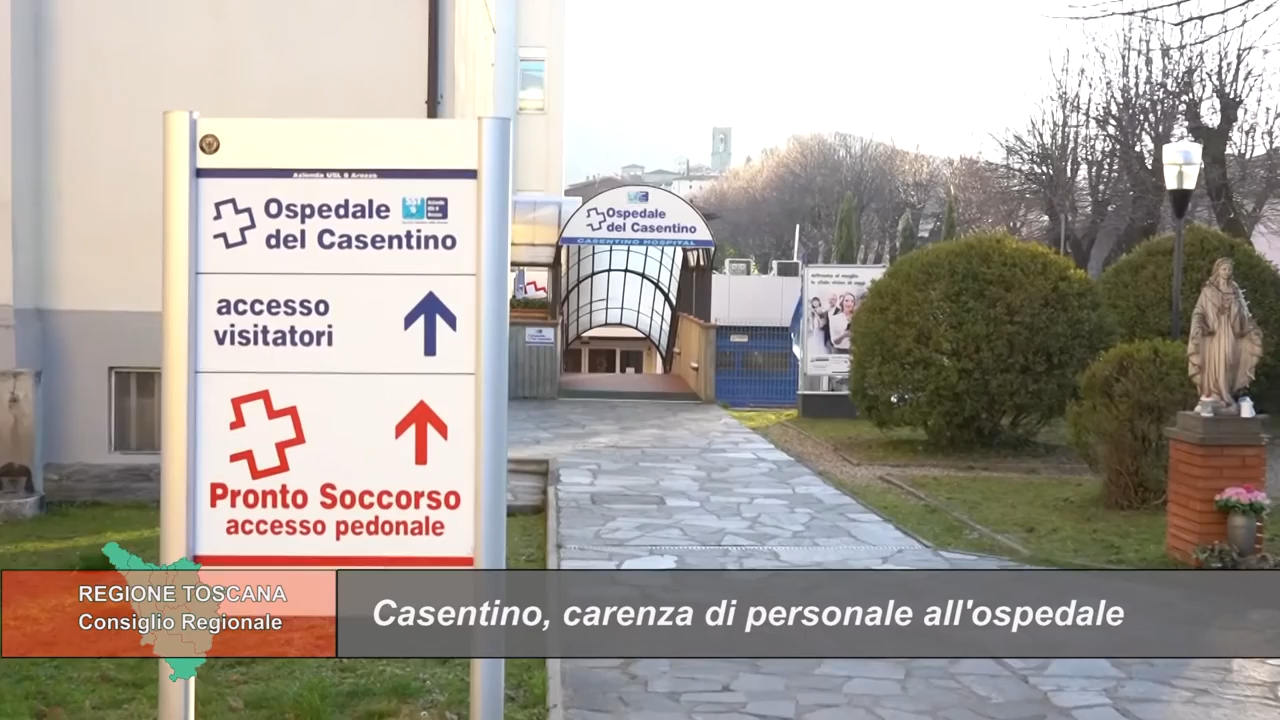 Azienda USL 8 Arezzo
Ospedale
del Casentino
accesso
visitatori
Pronto Soccorso
accesso pedonale
Ospedale
del Casentino
CASENTINO HOSPITAL
REGIONE TOSCANA
Consiglio Regionale
Casentino, carenza di personale all'ospedale